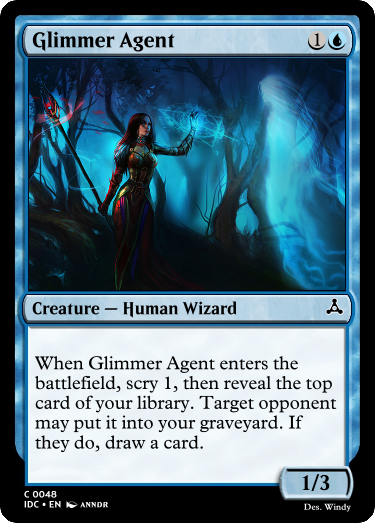 Glimmer Agent 1
Creature — Human Wizard
When Glimmer Agent enters the
battlefield, scry 1, then reveal the top
card of your library. Target opponent
may put it into your graveyard. If
they do, draw a card.
1/3
C 0048
IDC • EN ANNDR
Des. Windy